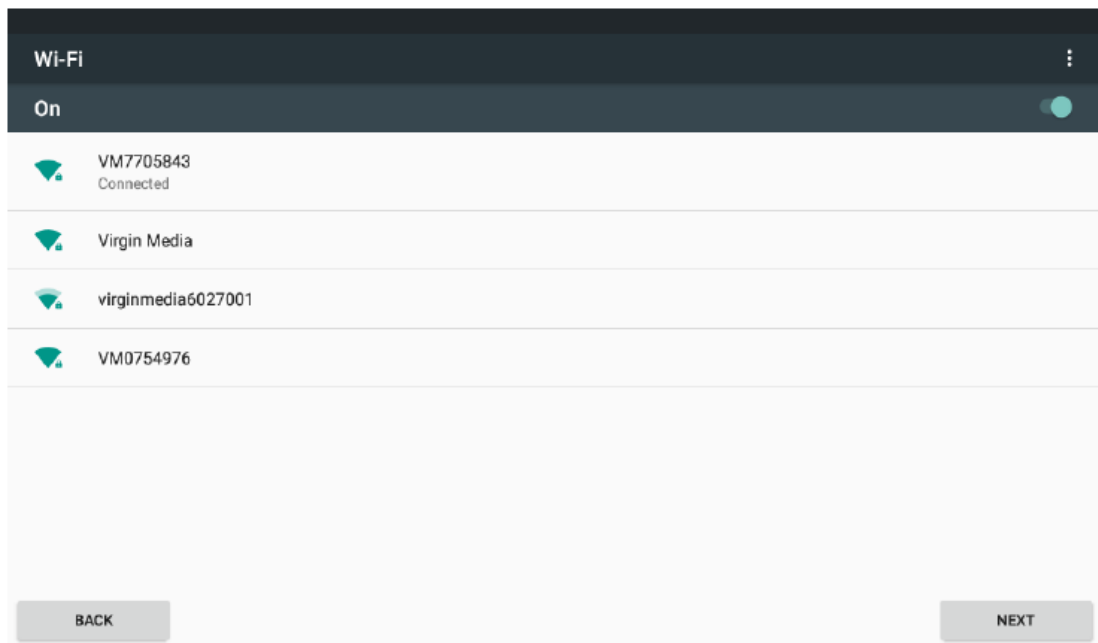 Wi-Fi
On
VM7705843
Connected
Virgin Media
virginmedia6027001
VM0754976
BACK
NEXT